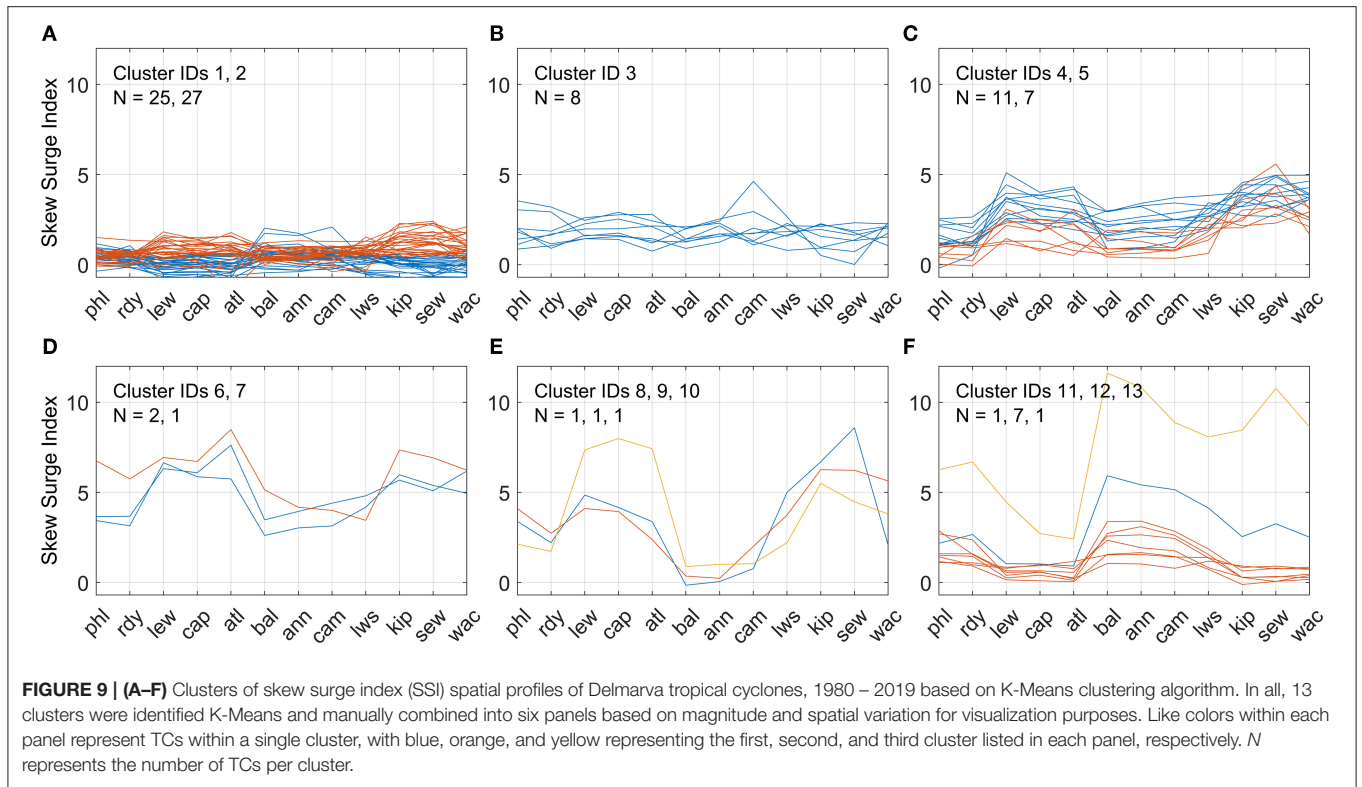 A
Cluster IDs 1, 2
N = 25, 27
Skew Surge Index
10
5
0
phl rdy lew cap atl bal ann cam lws kip sew wac
B
Cluster ID 3
N = 8
10
5
0
phl rdy lew cap atl bal ann cam lws kip sew wac
C
Cluster IDs 4, 5
N = 11, 7
10
5
0
phl rdy lew cap atl bal ann cam lws kip sew wac
D
Cluster IDs 6, 7
N = 2, 1
Skew Surge Index
10
5
0
phl rdy lew cap atl bal ann cam lws kip sew wac
E
Cluster IDs 8, 9, 10
N = 1, 1, 1
10
5
0
phl rdy lew cap atl bal ann cam lws kip sew wac
F
Cluster IDs 11, 12, 13
N = 1, 7, 1
10
5
0
phl rdy lew cap atl bal ann cam lws kip sew wac
FIGURE 9 | (A–F) Clusters of skew surge index (SSI) spatial profiles of Delmarva tropical cyclones, 1980 – 2019 based on K-Means clustering algorithm. In all, 13
clusters were identified K-Means and manually combined into six panels based on magnitude and spatial variation for visualization purposes. Like colors within each
panel represent TCs within a single cluster, with blue, orange, and yellow representing the first, second, and third cluster listed in each panel, respectively. N
represents the number of TCs per cluster.